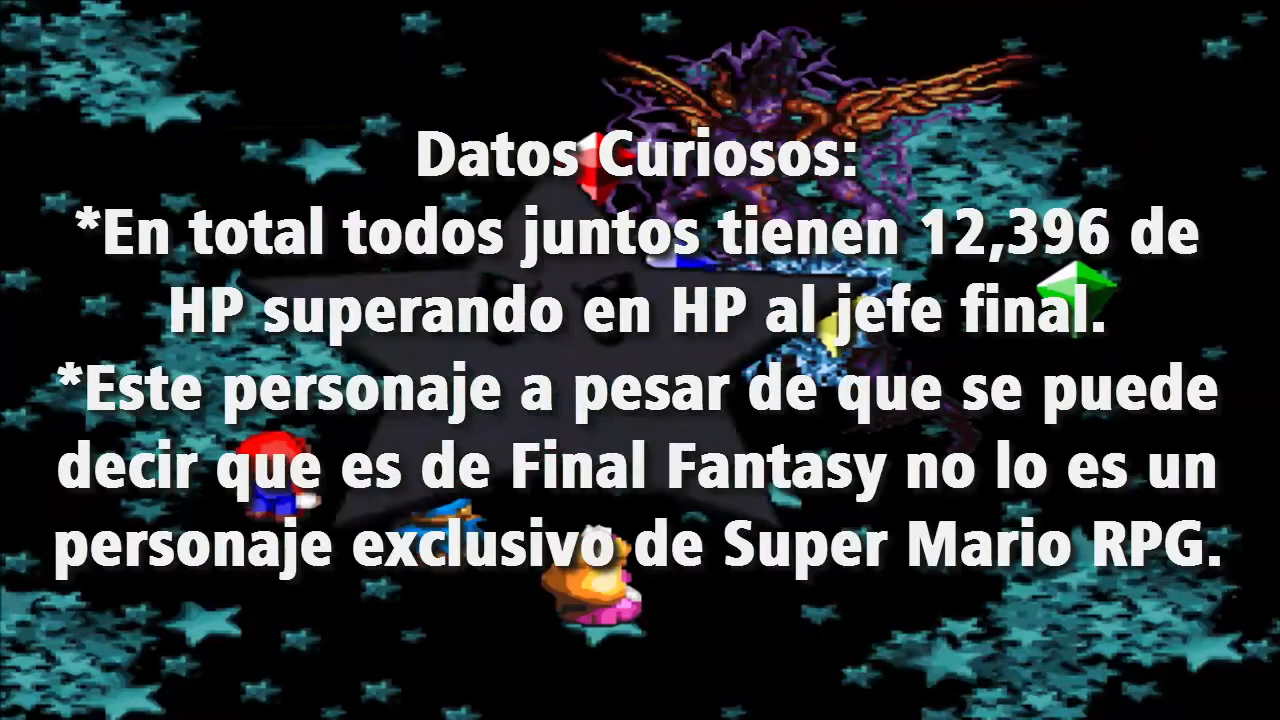 Datos Curiosos:
*En total todos juntos tienen 12,396 de
HP superando en HP al jefe final.
*Este personaje a pesar de que se puede
decir que es de Final Fantasy no lo es un
personaje exclusivo de Super Mario RPG.